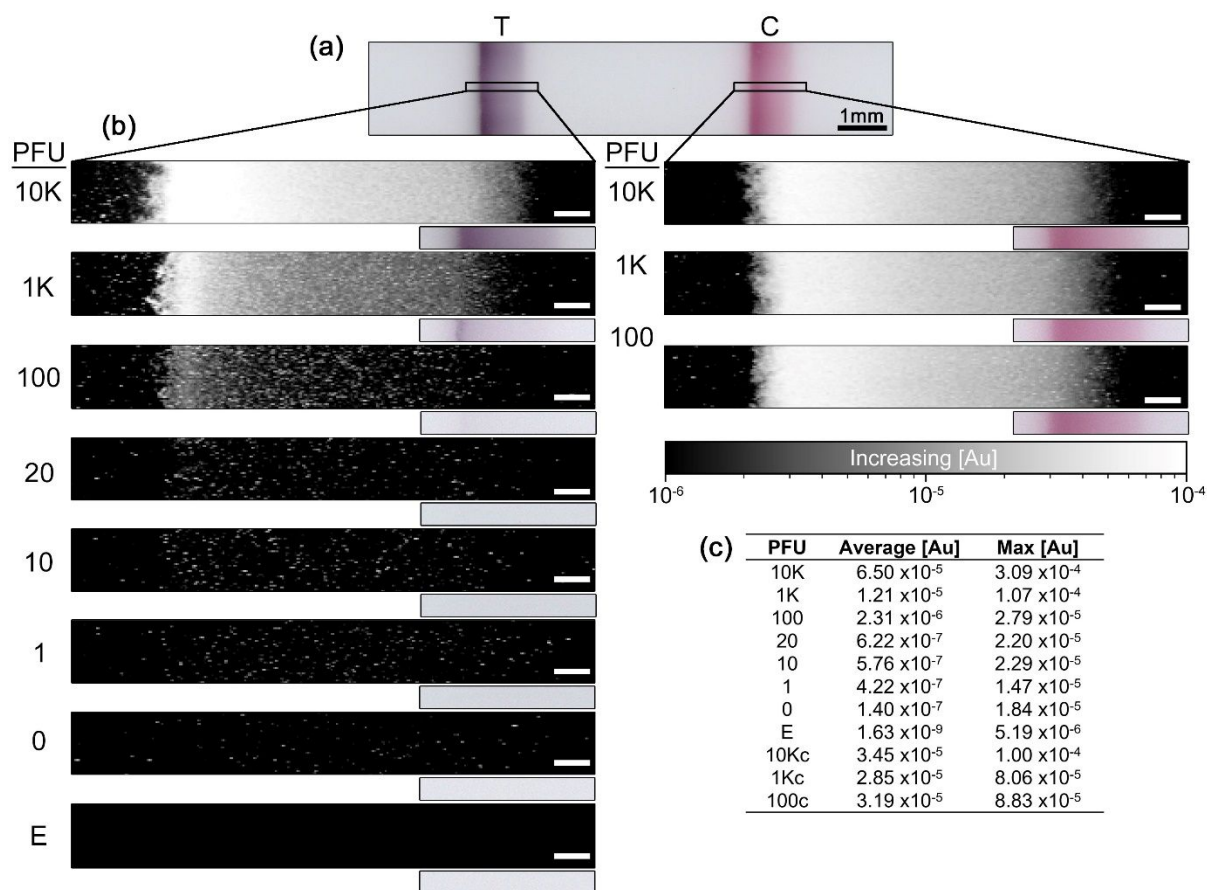 T C
(a)
1mm
(b)
PFU PFU
10K 10K
1K 1K
100 100
20
10
1
0
E
Increasing [Au]
10-6 10-5 10-4
(c)
PFU Average [Au] Max [Au]
10K 6.50 x10-5 3.09 x10-4
1K 1.21 x10-5 1.07 x10-4
100 2.31 x10-6 2.79 x10-5
20 6.22 x10-7 2.20 x10-5
10 5.76 x10-7 2.29 x10-5
1 4.22 x10-7 1.47 x10-5
0 1.40 x10-7 1.84 x10-5
E 1.63 x10-9 5.19 x10-6
10Kc 3.45 x10-5 1.00 x10-4
1Kc 2.85 x10-5 8.06 x10-5
100c 3.19 x10-5 8.83 x10-5